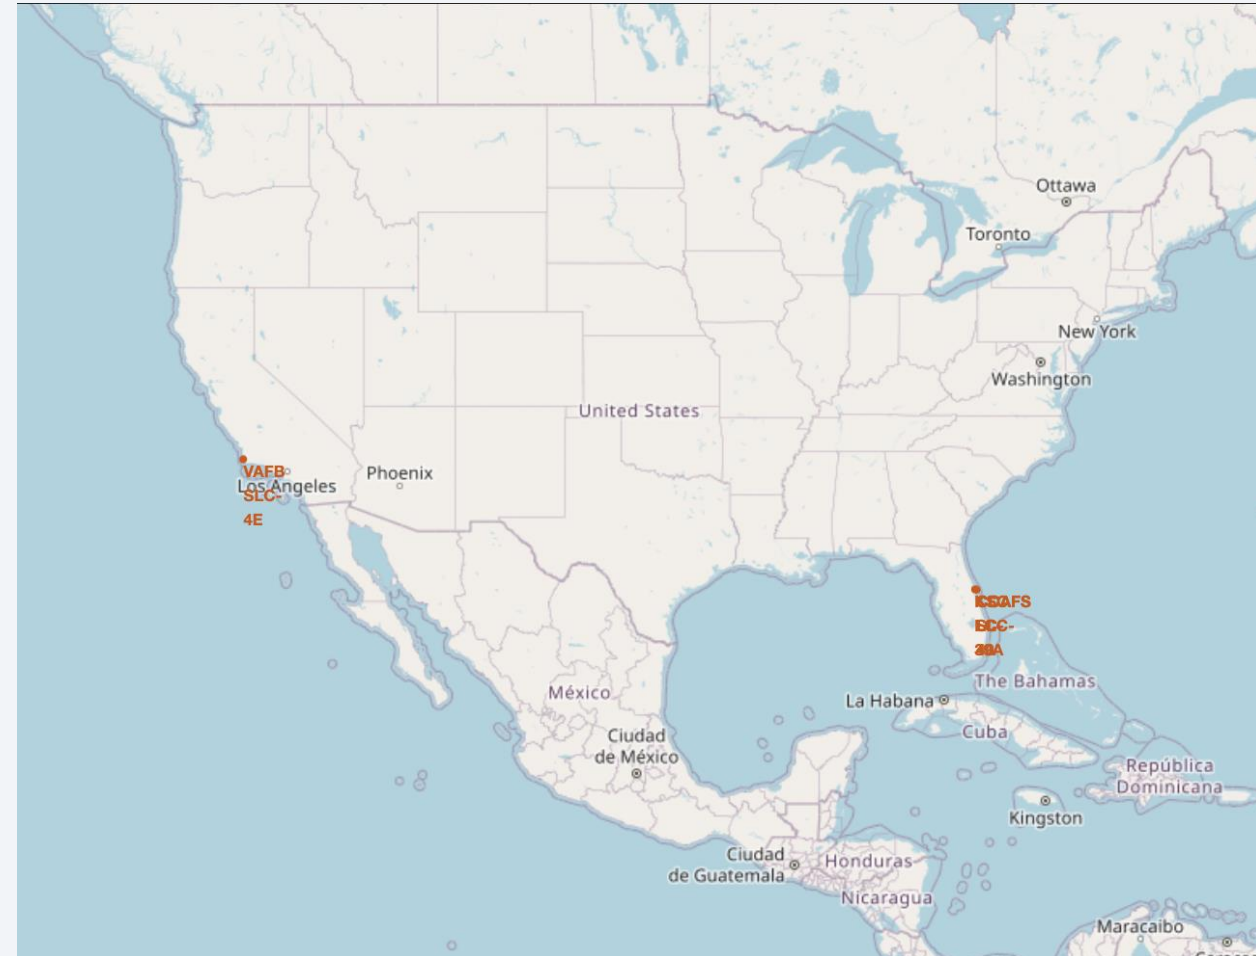 Ottawa
Toronto
New York
Washington
United States
VAFB
SLC-
4E
Los Angeles
Phoenix
The Bahamas
México
La Habana
Cuba
Ciudad
de México
República
Dominicana
Kingston
Ciudad
de Guatemala
Honduras
Nicaragua
Maracaibo